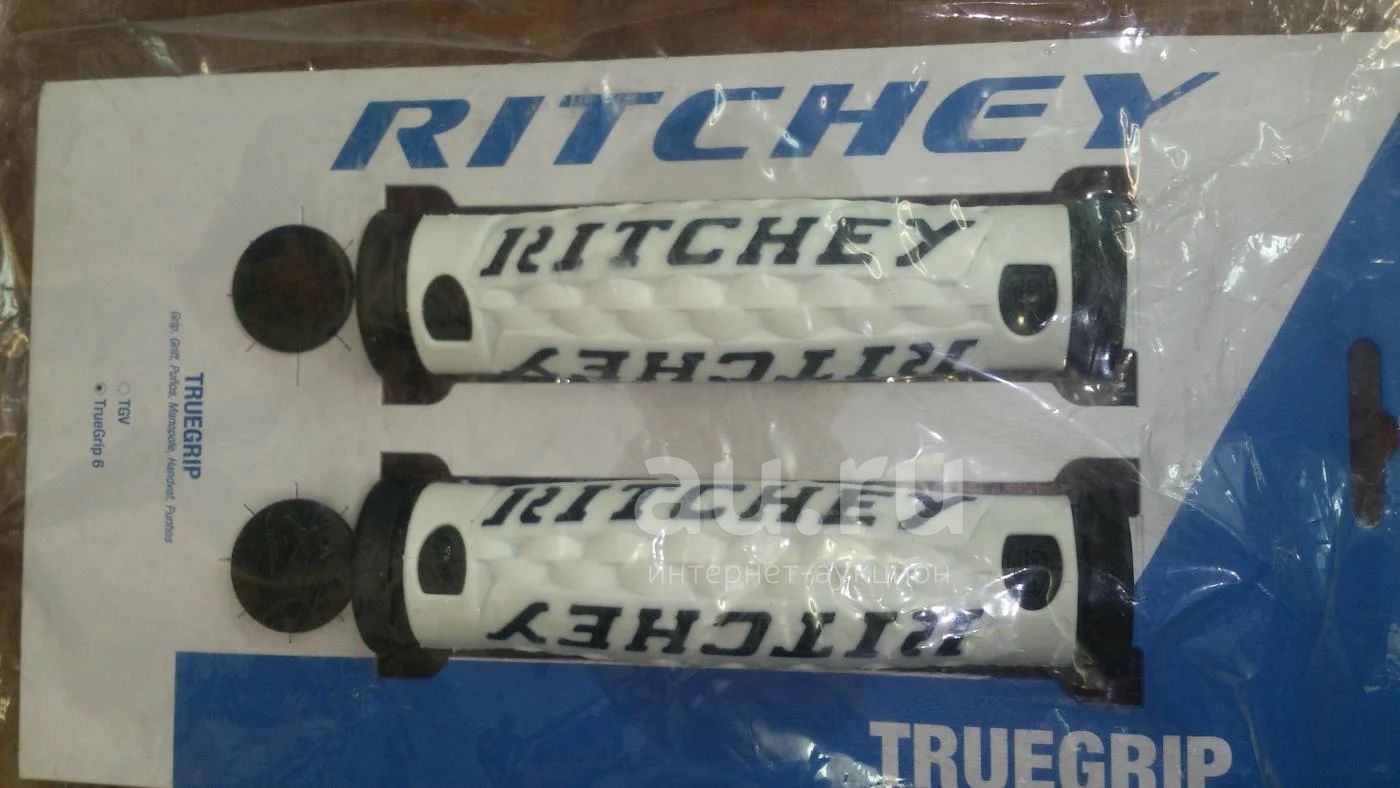 RITCHEY
RITCHEY
RITCHEY
TRUEGRIP
Grip, Griff, Puños, Manopole, Handvat, Punhos
TGV
TrueGrip 6
RITCHEY
RITCHEY
au.ru
интернет-аукцион
TRUEGRIP